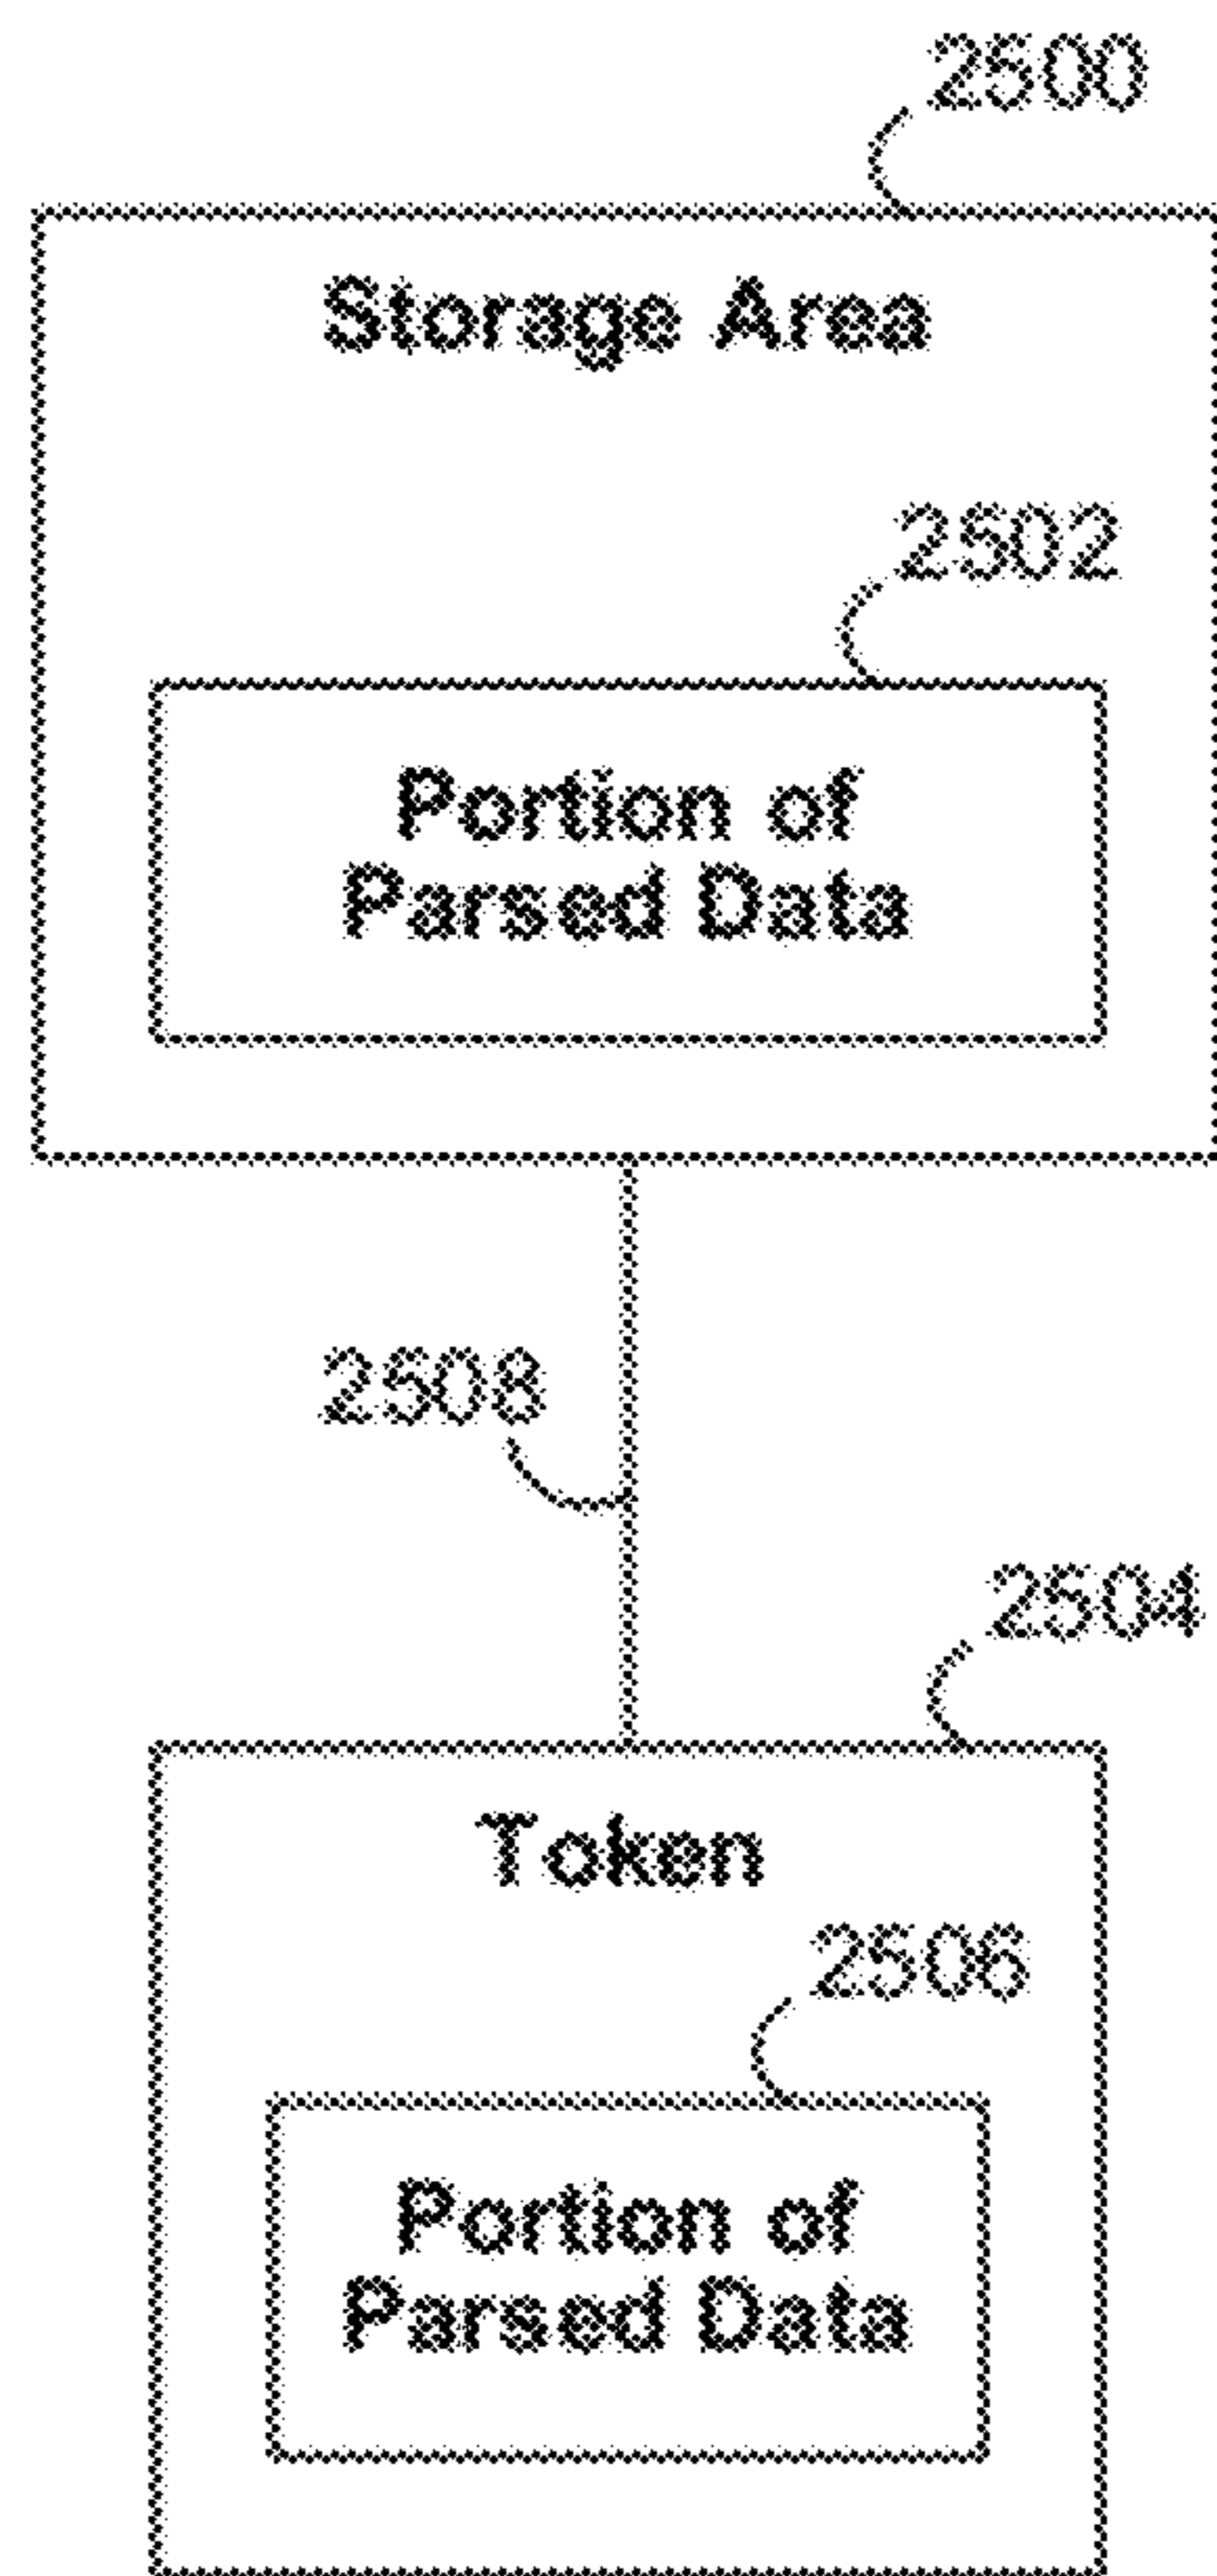 2500
Storage Area
2502
Portion of
Parsed Data
2508
2504
Token
2506
Portion of
Parsed Data